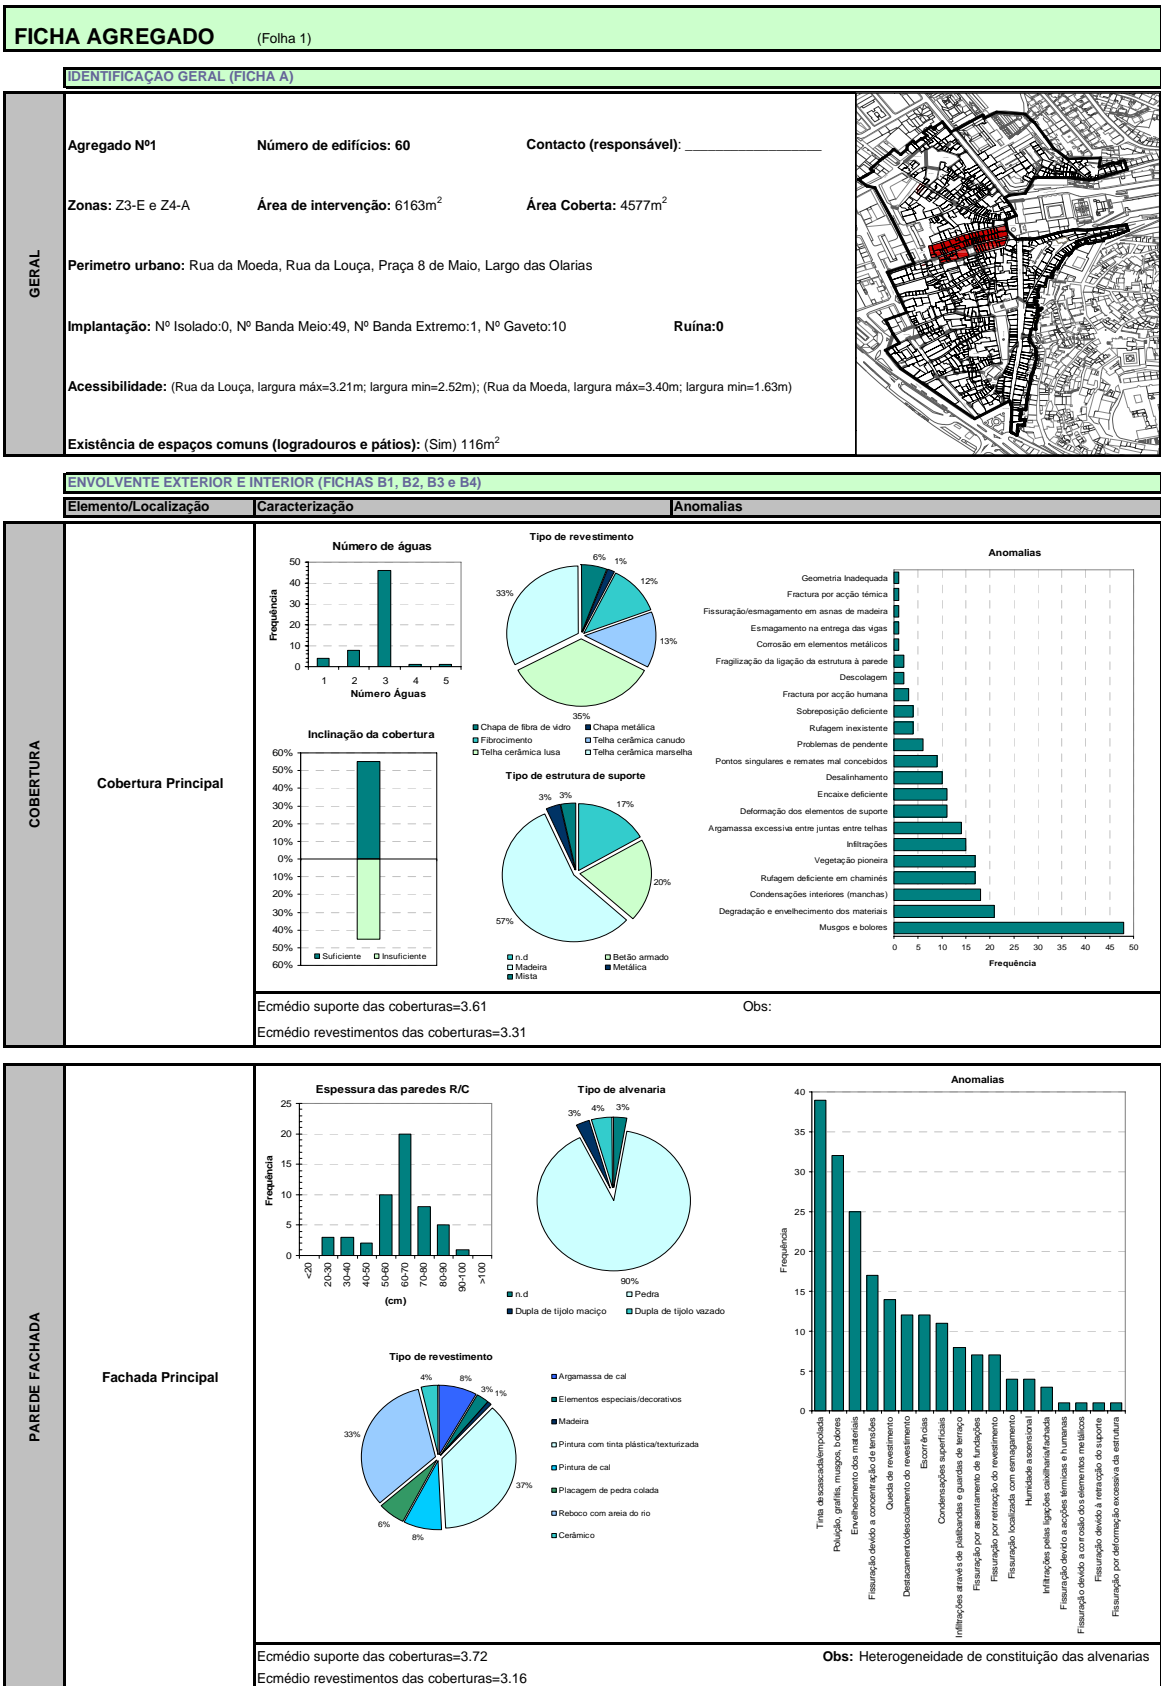 FICHA AGREGADO (Folha 1)
IDENTIFICAÇÃO GERAL (FICHA A)
GERAL
Agregado Nº1 Número de edifícios: 60 Contacto (responsável): __________________
Zonas: Z3-E e Z4-A Área de intervenção: 6163m2 Área Coberta: 4577m2
Perimetro urbano: Rua da Moeda, Rua da Louça, Praça 8 de Maio, Largo das Olarias
Implantação: Nº Isolado:0, Nº Banda Meio:49, Nº Banda Extremo:1, Nº Gaveto:10 Ruína:0
Acessibilidade: (Rua da Louça, largura máx=3.21m; largura min=2.52m); (Rua da Moeda, largura máx=3.40m; largura min=1.63m)
Existência de espaços comuns (logradouros e pátios): (Sim) 116m2
ENVOLVENTE EXTERIOR E INTERIOR (FICHAS B1, B2, B3 e B4)
Elemento/Localização Caracterização Anomalias
COBERTURA
Cobertura Principal
Número de águas
Frequência
50
40
30
20
10
0
1 2 3 4 5
Número Águas
Tipo de revestimento
6%
1%
12%
13%
35%
33%
Chapa de fibra de vidro Chapa metálica
Fibrocimento Telha cerâmica canudo
Telha cerâmica lusa Telha cerâmica marselha
Inclinação da cobertura
60%
50%
40%
30%
20%
10%
0%
10%
20%
30%
40%
50%
60%
Suficiente Insuficiente
Tipo de estrutura de suporte
3%
3%
17%
20%
57%
n.d Betão armado
Madeira Metálica
Mista
Anomalias
Geometria Inadequada
Fractura por acção témica
Fissuração/esmagamento em asnas de madeira
Esmagamento na entrega das vigas
Corrosão em elementos metálicos
Fragilização da ligação da estrutura à parede
Descolagem
Fractura por acção humana
Sobreposição deficiente
Rufagem inexistente
Problemas de pendente
Pontos singulares e remates mal concebidos
Desalinhamento
Encaixe deficiente
Deformação dos elementos de suporte
Argamassa excessiva entre juntas entre telhas
Infiltrações
Vegetação pioneira
Rufagem deficiente em chaminés
Condensações interiores (manchas)
Degradação e envelhecimento dos materiais
Musgos e bolores
0 5 10 15 20 25 30 35 40 45 50
Frequência
Ecmédio suporte das coberturas=3.61 Obs:
Ecmédio revestimentos das coberturas=3.31
PAREDE FACHADA
Fachada Principal
Espessura das paredes R/C
Frequência
25
20
15
10
5
0
<20
20-30
30-40
40-50
50-60
60-70
70-80
80-90
90-100
>100
(cm)
Tipo de alvenaria
3%
4%
3%
90%
n.d Pedra
Dupla de tijolo maciço Dupla de tijolo vazado
Tipo de revestimento
4%
8%
3%
1%
37%
8%
6%
33%
Argamassa de cal
Elementos especiais/decorativos
Madeira
Pintura com tinta plástica/texturizada
Pintura de cal
Placagem de pedra colada
Reboco com areia do rio
Cerâmico
Anomalias
Frequência
40
35
30
25
20
15
10
5
0
Tinta descascada/empolada
Poluição, grafitis, musgos, bolores
Envelhecimento dos materiais
Fissuração devido a concentração de tensões
Queda de revestimento
Destacamento/descolamento do revestimento
Escorrências
Condensações superficiais
Infiltrações através de platibandas e guardas de terraço
Fissuração por assentamento de fundações
Fissuração por retracção do revestimento
Fissuração localizada com esmagamento
Humidade ascensional
Infiltrações pelas ligações caixilharia/fachada
Fissuração devido a acções térmicas e humanas
Fissuração devido a corrosão dos elementos metálicos
Fissuração devido à retracção do suporte
Fissuração por deformação excessiva da estrutura
Ecmédio suporte das coberturas=3.72 Obs: Heterogeneidade de constituição das alvenarias
Ecmédio revestimentos das coberturas=3.16